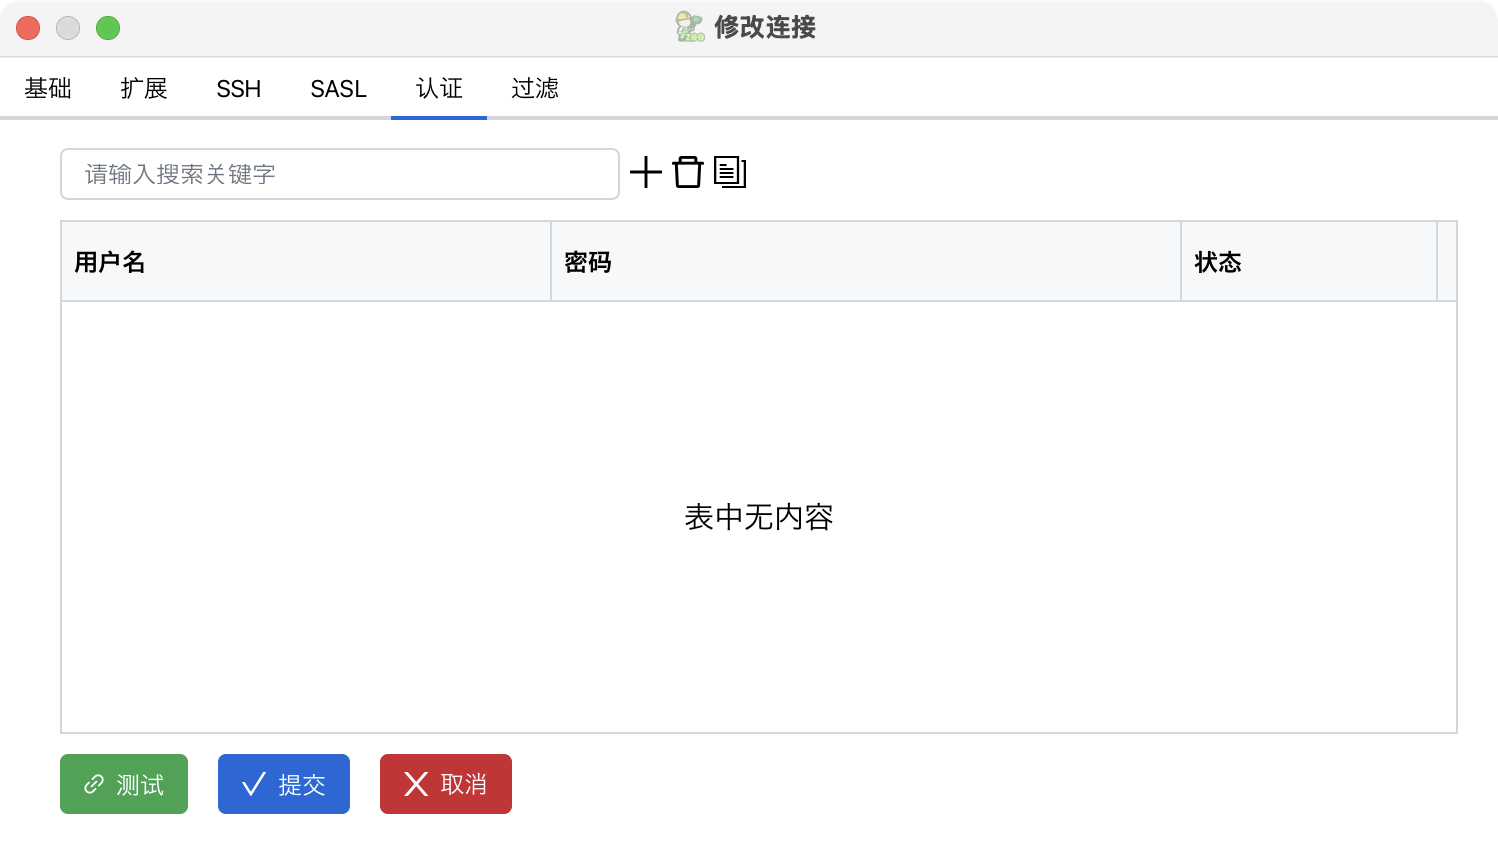 修改连接
基础 扩展 SSH SASL 认证 过滤
请输入搜索关键字
用户名 密码 状态
表中无内容
测试 提交 取消